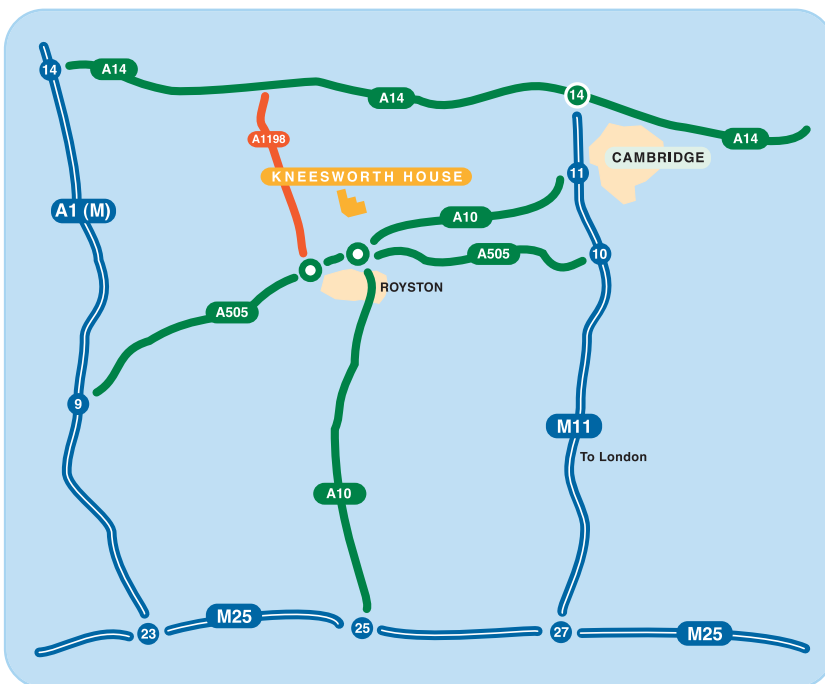 14
A14
A14
14
A14
A1198
CAMBRIDGE
KNEESWORTH HOUSE
11
A1 (M)
A10
A505
10
ROYSTON
A505
9
M11
To London
A10
M25
23
25
27
M25